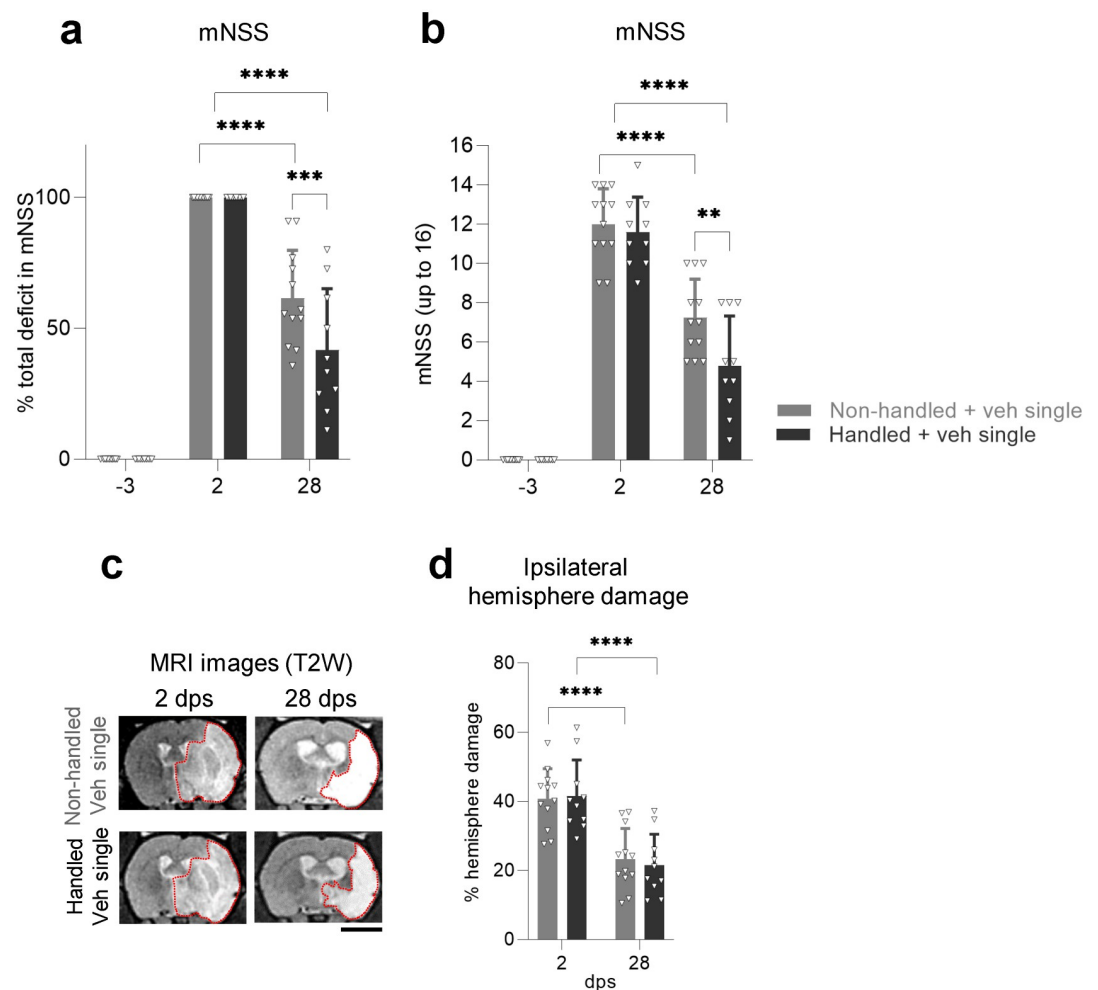 a
mNSS
****
****
***
% total deficit in mNSS
100
50
0
-3
2
28
b
mNSS
****
****
**
mNSS (up to 16)
16
14
12
10
8
6
4
2
0
-3
2
28
Non-handled + veh single
Handled + veh single
c
MRI images (T2W)
2 dps
28 dps
Non-handled
Veh single
Handled
Veh single
d
Ipsilateral
hemisphere damage
****
****
% hemisphere damage
80
60
40
20
0
2
28
dps